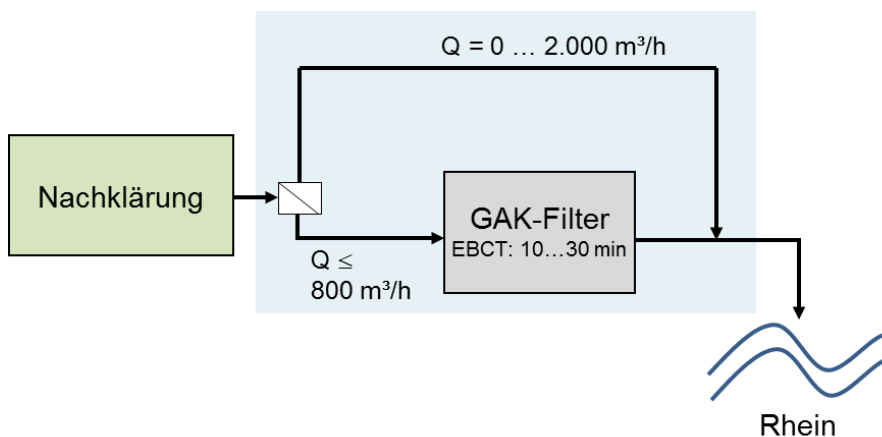 Q = 0 … 2.000 m³/h
Nachklärung
GAK-Filter
EBCT: 10…30 min
Q ≤
800 m³/h
Rhein